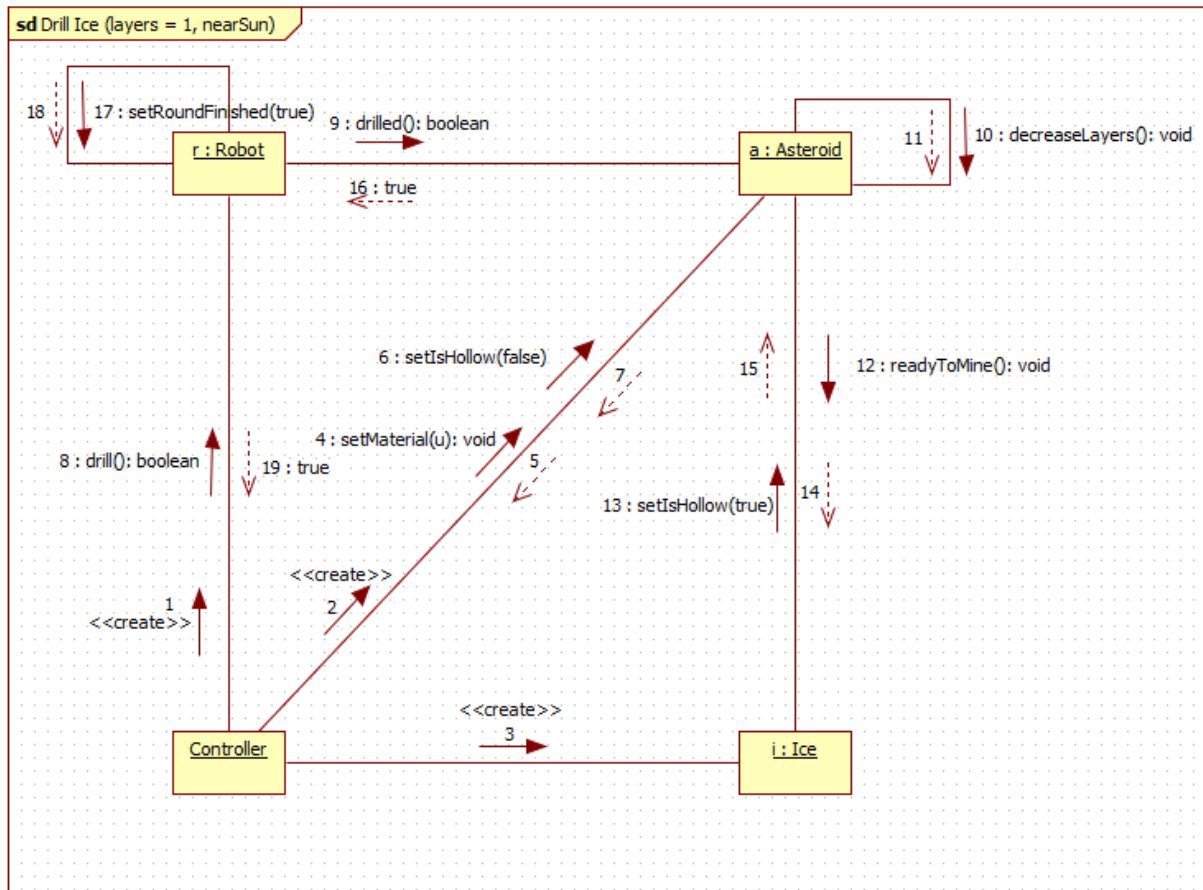 sd Drill Ice (layers = 1, nearSun)
18
17 : setRoundFinished(true)
9 : drilled(): boolean
11
10 : decreaseLayers(): void
r : Robot
a : Asteroid
16 : true
6 : setIsHollow(false)
7
15
12 : readyToMine(): void
4 : setMaterial(u): void
5
8 : drill(): boolean
19 : true
13 : setIsHollow(true)
14
<<create>>
2
1
<<create>>
<<create>>
3
Controller
i : Ice